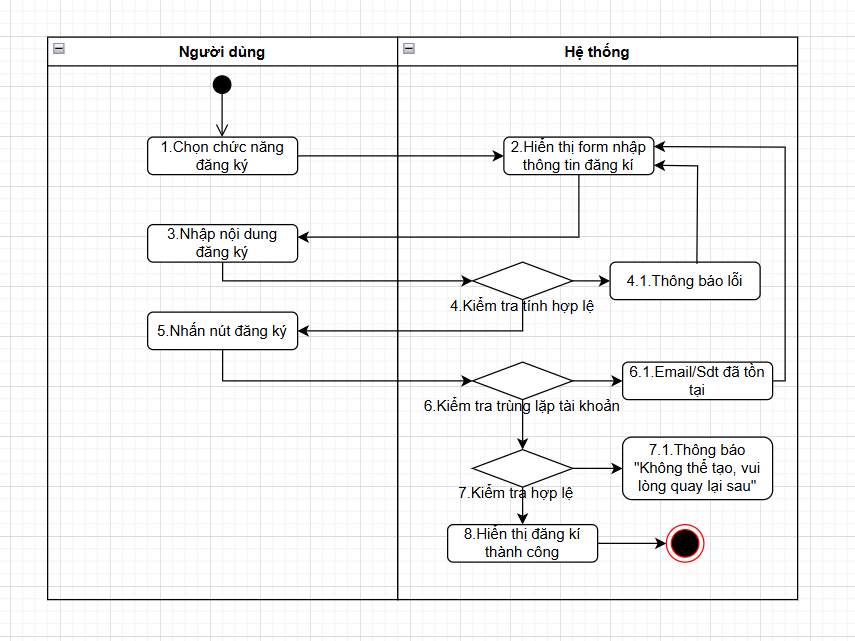 Người dùng
Hệ thống
1.Chọn chức năng
đăng ký
2.Hiển thị form nhập
thông tin đăng kí
3.Nhập nội dung
đăng ký
4.1.Thông báo lỗi
4.Kiểm tra tính hợp lệ
5.Nhấn nút đăng ký
6.1.Email/Sdt đã tồn
tại
6.Kiểm tra trùng lặp tài khoản
7.1.Thông báo
"Không thể tạo, vui
lòng quay lại sau"
7.Kiểm tra hợp lệ
8.Hiển thị đăng kí
thành công